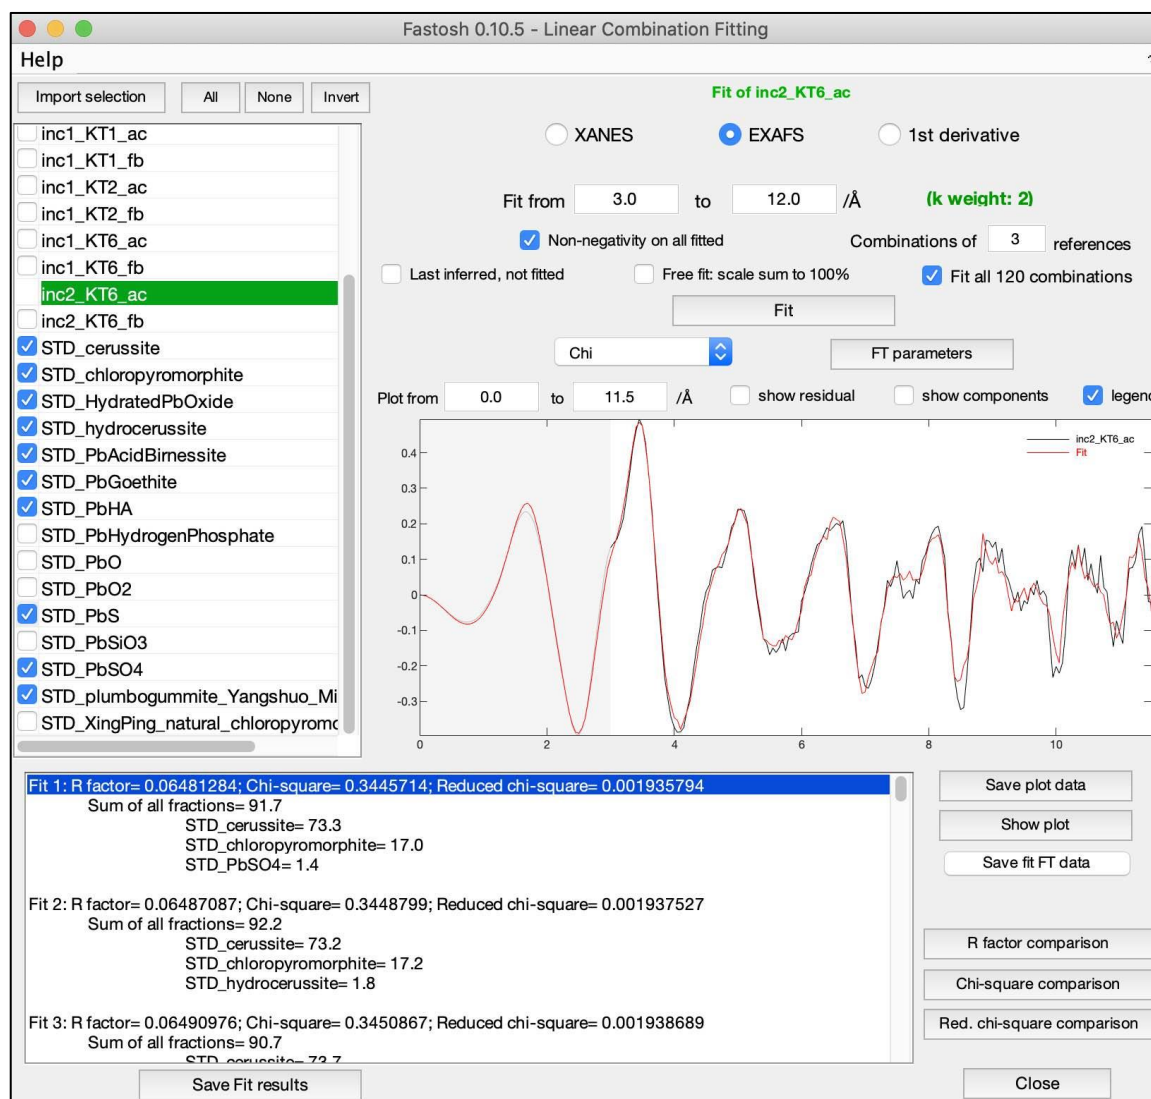 Fastosh 0.10.5 - Linear Combination Fitting
Help
Import selection All None Invert
Fit of inc2_KT6_ac
inc1_KT1_ac
inc1_KT1_fb
inc1_KT2_ac
inc1_KT2_fb
inc1_KT6_ac
inc1_KT6_fb
inc2_KT6_ac
inc2_KT6_fb
STD_cerussite
STD_chloropyromorphite
STD_HydratedPbOxide
STD_hydrocerussite
STD_PbAcidBirnessite
STD_PbGoethite
STD_PbHA
STD_PbHydrogenPhosphate
STD_PbO
STD_PbO2
STD_PbS
STD_PbSiO3
STD_PbSO4
STD_plumbogummite_Yangshuo_Mi
STD_XingPing_natural_chloropyromo
XANES EXAFS 1st derivative
Fit from 3.0 to 12.0 /Å (k weight: 2)
Non-negativity on all fitted Combinations of 3 references
Last inferred, not fitted Free fit: scale sum to 100% Fit all 120 combinations
Fit
Chi FT parameters
Plot from 0.0 to 11.5 /Å show residual show components legend
inc2_KT6_ac
Fit
0.4
0.3
0.2
0.1
0
-0.1
-0.2
-0.3
0 2 4 6 8 10
Fit 1: R factor= 0.06481284; Chi-square= 0.3445714; Reduced chi-square= 0.001935794
Sum of all fractions= 91.7
STD_cerussite= 73.3
STD_chloropyromorphite= 17.0
STD_PbSO4= 1.4
Fit 2: R factor= 0.06487087; Chi-square= 0.3448799; Reduced chi-square= 0.001937527
Sum of all fractions= 92.2
STD_cerussite= 73.2
STD_chloropyromorphite= 17.2
STD_hydrocerussite= 1.8
Fit 3: R factor= 0.06490976; Chi-square= 0.3450867; Reduced chi-square= 0.001938689
Sum of all fractions= 90.7
STD_cerussite= 73.7
Save plot data
Show plot
Save fit FT data
R factor comparison
Chi-square comparison
Red. chi-square comparison
Save Fit results Close